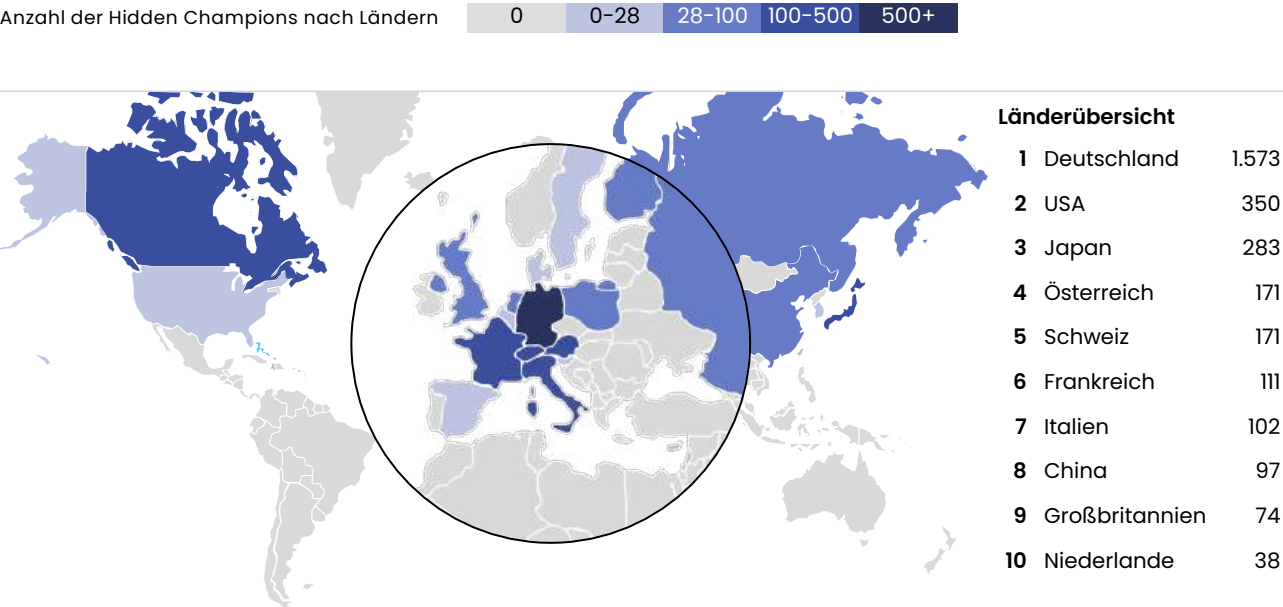 Anzahl der Hidden Champions nach Ländern 0 0-28 28-100 100-500 500+
Länderübersicht
1 Deutschland 1.573
2 USA 350
3 Japan 283
4 Österreich 171
5 Schweiz 171
6 Frankreich 111
7 Italien 102
8 China 97
9 Großbritannien 74
10 Niederlande 38